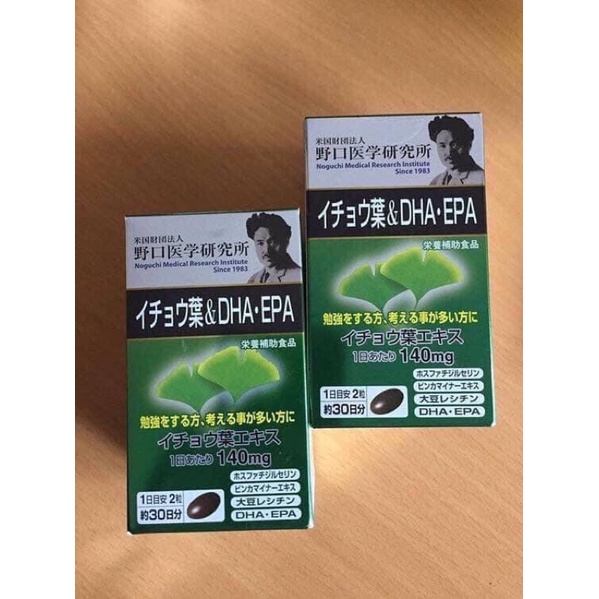 米国財団法人
野口医学研究所
Noguchi Medical Research Institute
Since 1983
イチョウ葉&DHA・EPA
栄養補助食品
勉強をする方、考える事が多い方に
イチョウ葉エキス
1日あたり 140mg
ホスファチジルセリン
ビンカマイナーエキス
大豆レシチン
DHA・EPA
1日目安 2粒
約30日分
米国財団法人
野口医学研究所
Noguchi Medical Research Institute
Since 1983
イチョウ葉&DHA・EPA
栄養補助食品
勉強をする方、考える事が多い方に
イチョウ葉エキス
1日あたり 140mg
ホスファチジルセリン
ビンカマイナーエキス
大豆レシチン
DHA・EPA
1日目安 2粒
約30日分